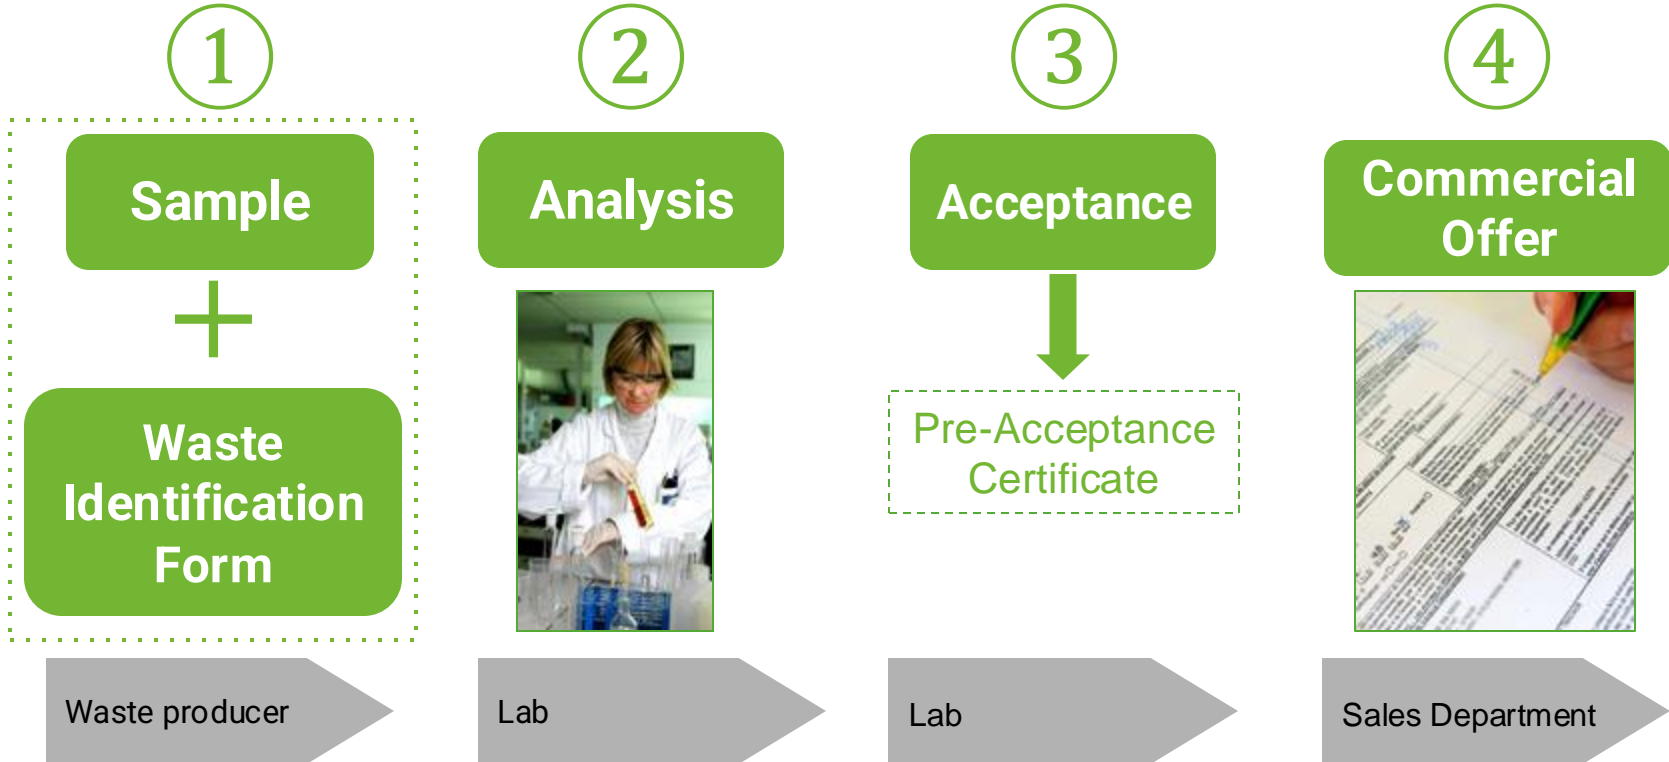 1
2
3
4
Sample
Analysis
Acceptance
Commercial
Offer
Waste
Identification
Form
Pre-Acceptance
Certificate
Waste producer
Lab
Lab
Sales Department